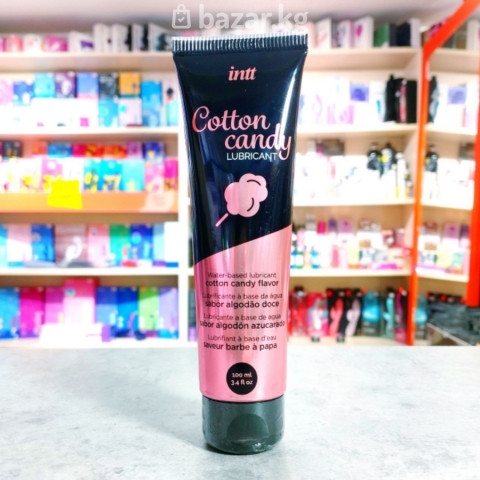 bazar.kg
intt
Cotton
candy
LUBRICANT
Water-based lubricant
cotton candy flavor
Lubrificante à base da água
sabor algodão doce
Lubricante a base de agua
sabor algodón azucarado
Lubrifiant à base d'eau
saveur barbe à papa
100 ml
3.4 fl oz